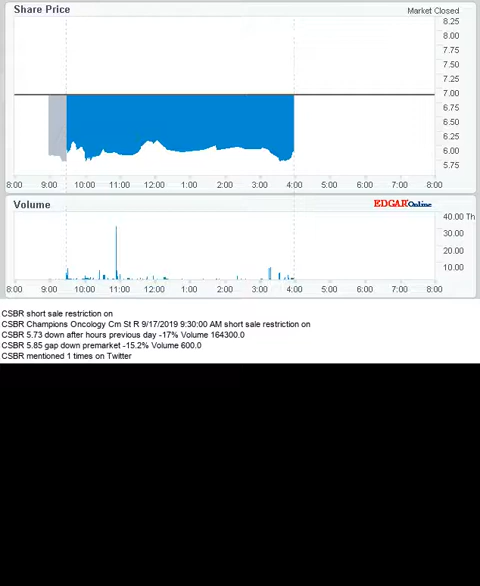 Share Price
Market Closed
8.25
8.00
7.75
7.50
7.25
7.00
6.75
6.50
6.25
6.00
5.75
8:00 9:00 10:00 11:00 12:00 1:00 2:00 3:00 4:00 5:00 6:00 7:00 8:00
Volume
EDGAR Online
40.00 Th
30.00
20.00
10.00
8:00 9:00 10:00 11:00 12:00 1:00 2:00 3:00 4:00 5:00 6:00 7:00 8:00
CSBR short sale restriction on
CSBR Champions Oncology Cm St R 9/17/2019 9:30:00 AM short sale restriction on
CSBR 5.73 down after hours previous day -17% Volume 164300.0
CSBR 5.85 gap down premarket -15.2% Volume 600.0
CSBR mentioned 1 times on Twitter